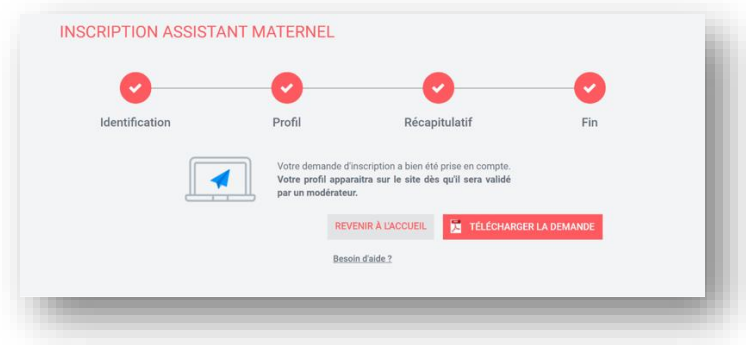 INSCRIPTION ASSISTANT MATERNEL
Identification
Profil
Récapitulatif
Fin
Votre demande d'inscription a bien été prise en compte.
Votre profil apparaitra sur le site dès qu'il sera validé
par un modérateur.
REVENIR À L'ACCUEIL
TÉLÉCHARGER LA DEMANDE
Besoin d'aide ?